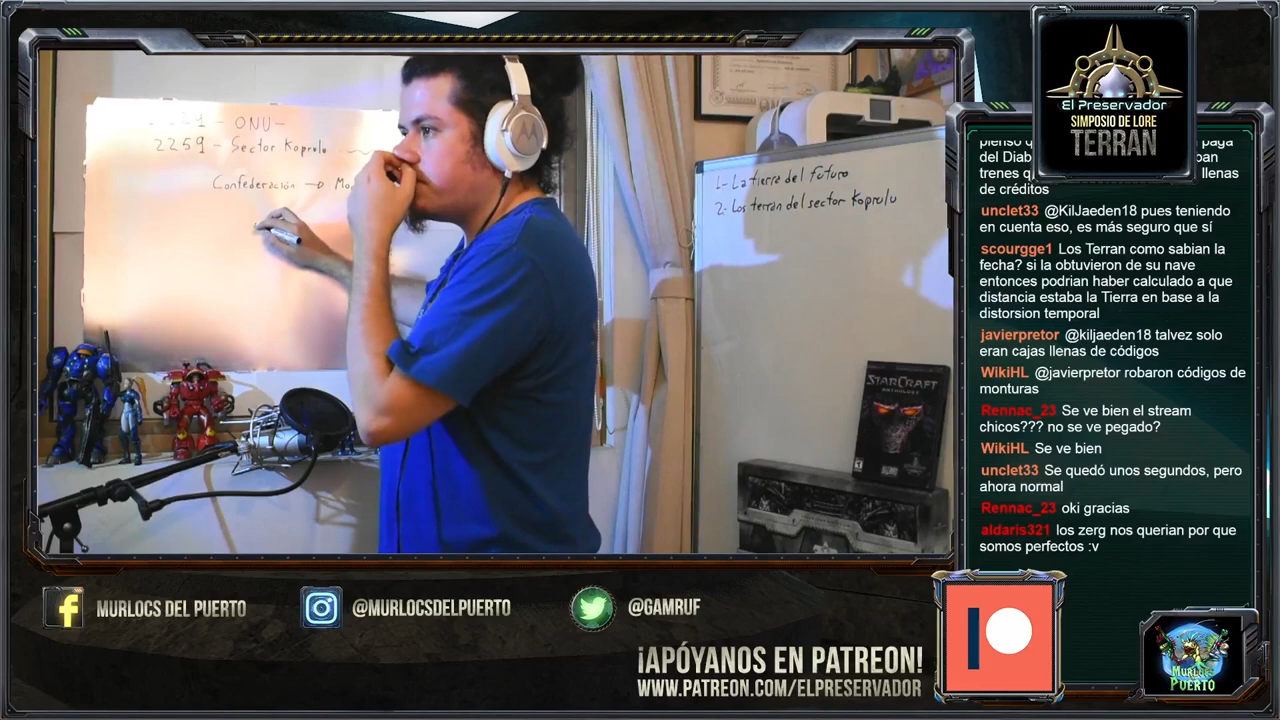 ONU-
2259 - Sector Koprulu
Confederación →
1- La tierra del futuro
2- Los terran del sector Koprulu
STARCRAFT
ANTHOLOGY
El Preservador
SIMPOSIO DE LORE
TERRAN
pienso q paga
del Diab ban
trenes q llenas
de créditos
unclet33 @KilJaeden18 pues teniendo
en cuenta eso, es más seguro que sí
scourgge1 Los Terran como sabian la
fecha? si la obtuvieron de su nave
entonces podrian haber calculado a que
distancia estaba la Tierra en base a la
distorsion temporal
javierpretor @kiljaeden18 talvez solo
eran cajas llenas de códigos
WikiHL @javierpretor robaron códigos de
monturas
Rennac_23 Se ve bien el stream
chicos??? no se ve pegado?
WikiHL Se ve bien
unclet33 Se quedó unos segundos, pero
ahora normal
Rennac_23 oki gracias
aldaris321 los zerg nos querian por que
somos perfectos :v
MURLOCS DEL PUERTO
@MURLOCSDELPUERTO
@GAMRUF
¡APÓYANOS EN PATREON!
WWW.PATREON.COM/ELPRESERVADOR
PUERTO